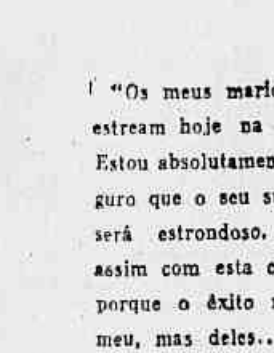 "Os meus mario
estream hoje na
Estou absolutamen
guro que o seu s
será estrondoso.
assim com esta c
porque o êxito
meu, mas deles..